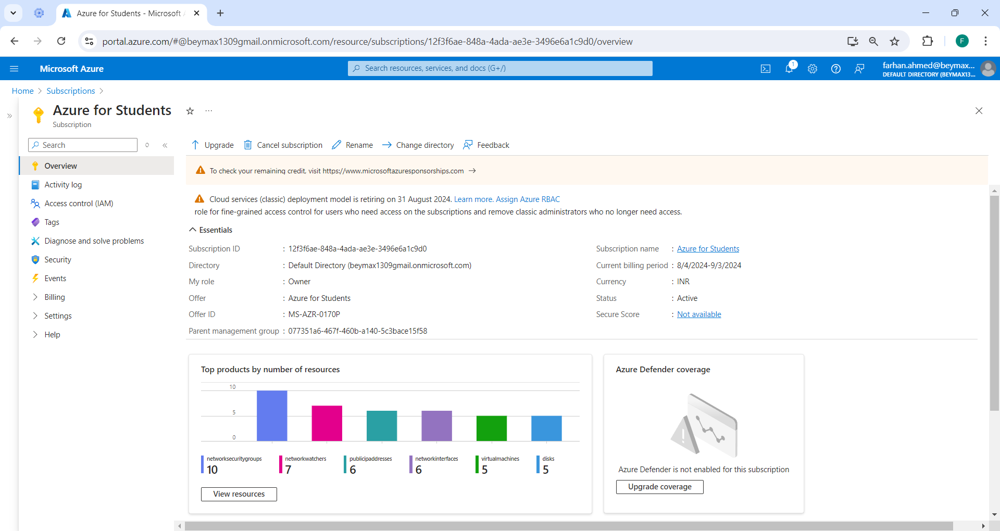 Azure for Students - Microsoft A
portal.azure.com/#@beymax1309gmail.onmicrosoft.com/resource/subscriptions/12f3f6ae-848a-4ada-ae3e-3496e6a1c9d0/overview
F
Microsoft Azure
Search resources, services, and docs (G+/)
1
farhan.ahmed@beymax...
DEFAULT DIRECTORY (BEYMAX13...
Home > Subscriptions >
Azure for Students
Subscription
Search
Overview
Activity log
Access control (IAM)
Tags
Diagnose and solve problems
Security
Events
Billing
Settings
Help
Upgrade Cancel subscription Rename Change directory Feedback
To check your remaining credit, visit https://www.microsoftazuresponsorships.com →
Cloud services (classic) deployment model is retiring on 31 August 2024. Learn more. Assign Azure RBAC
role for fine-grained access control for users who need access on the subscriptions and remove classic administrators who no longer need access.
Essentials
Subscription ID : 12f3f6ae-848a-4ada-ae3e-3496e6a1c9d0
Directory : Default Directory (beymax1309gmail.onmicrosoft.com)
My role : Owner
Offer : Azure for Students
Offer ID : MS-AZR-0170P
Parent management group : 077351a6-467f-460b-a140-5c3bace15f58
Subscription name : Azure for Students
Current billing period : 8/4/2024-9/3/2024
Currency : INR
Status : Active
Secure Score : Not available
Top products by number of resources
10
5
0
networksecuritygroups
10
networkwatchers
7
publicipaddresses
6
networkinterfaces
6
virtualmachines
5
disks
5
View resources
Azure Defender coverage
Azure Defender is not enabled for this subscription
Upgrade coverage